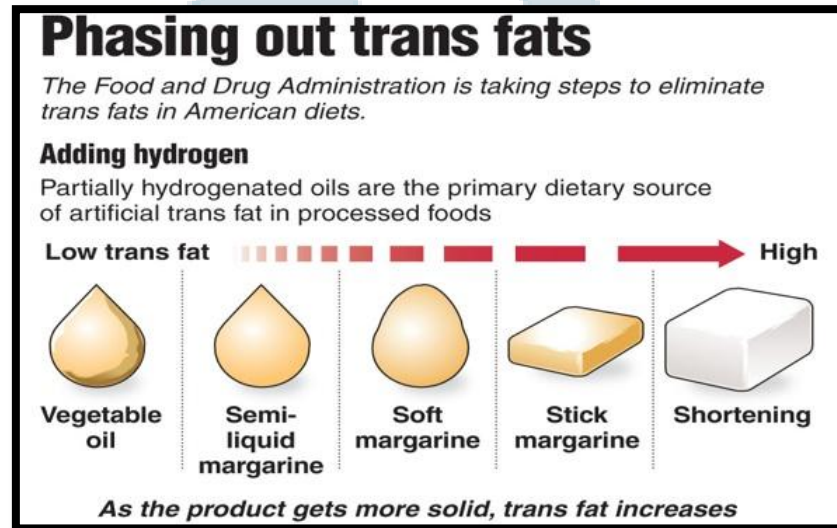 Phasing out trans fats
The Food and Drug Administration is taking steps to eliminate
trans fats in American diets.
Adding hydrogen
Partially hydrogenated oils are the primary dietary source
of artificial trans fat in processed foods
Low trans fat High
Vegetable
oil
Semi-
liquid
margarine
Soft
margarine
Stick
margarine
Shortening
As the product gets more solid, trans fat increases